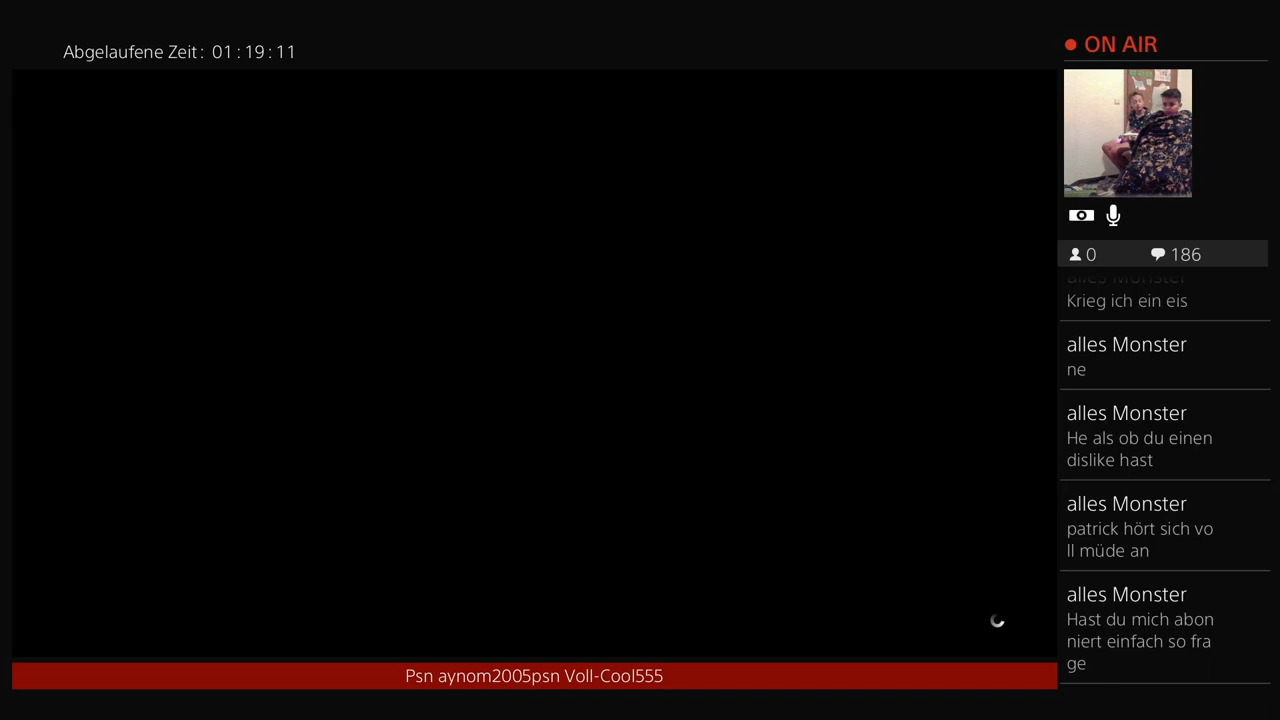 Abgelaufene Zeit: 01:19:11
ON AIR
0 186
alles Monster
Krieg ich ein eis
alles Monster
ne
alles Monster
He als ob du einen
dislike hast
alles Monster
patrick hört sich vo
ll müde an
alles Monster
Hast du mich abon
niert einfach so fra
ge
Psn aynom2005psn Voll-Cool555